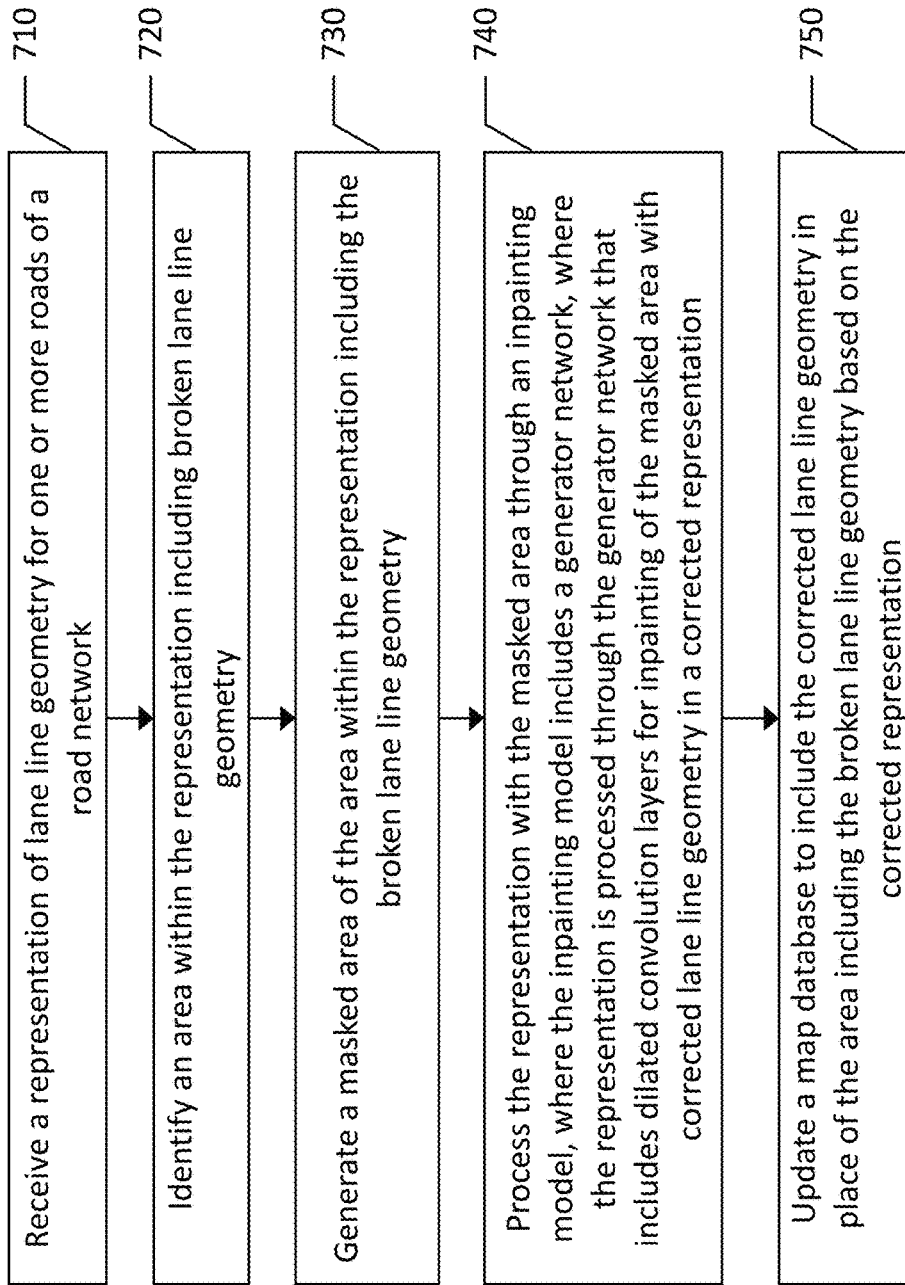 Receive a representation of lane line geometry for one or more roads of a
road network
710
Identify an area within the representation including broken lane line
geometry
720
Generate a masked area of the area within the representation including the
broken lane line geometry
730
Process the representation with the masked area through an inpainting
model, where the inpainting model includes a generator network, where
the representation is processed through the generator network that
includes dilated convolution layers for inpainting of the masked area with
corrected lane line geometry in a corrected representation
740
Update a map database to include the corrected lane line geometry in
place of the area including the broken lane line geometry based on the
corrected representation
750